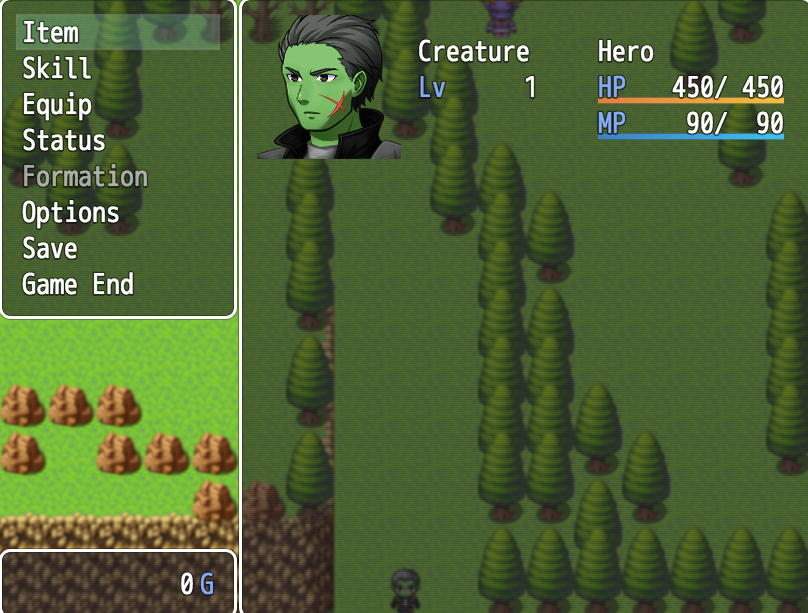 Item
Skill
Equip
Status
Formation
Options
Save
Game End
Creature
Hero
Lv 1
HP 450/ 450
MP 90/ 90
0 G